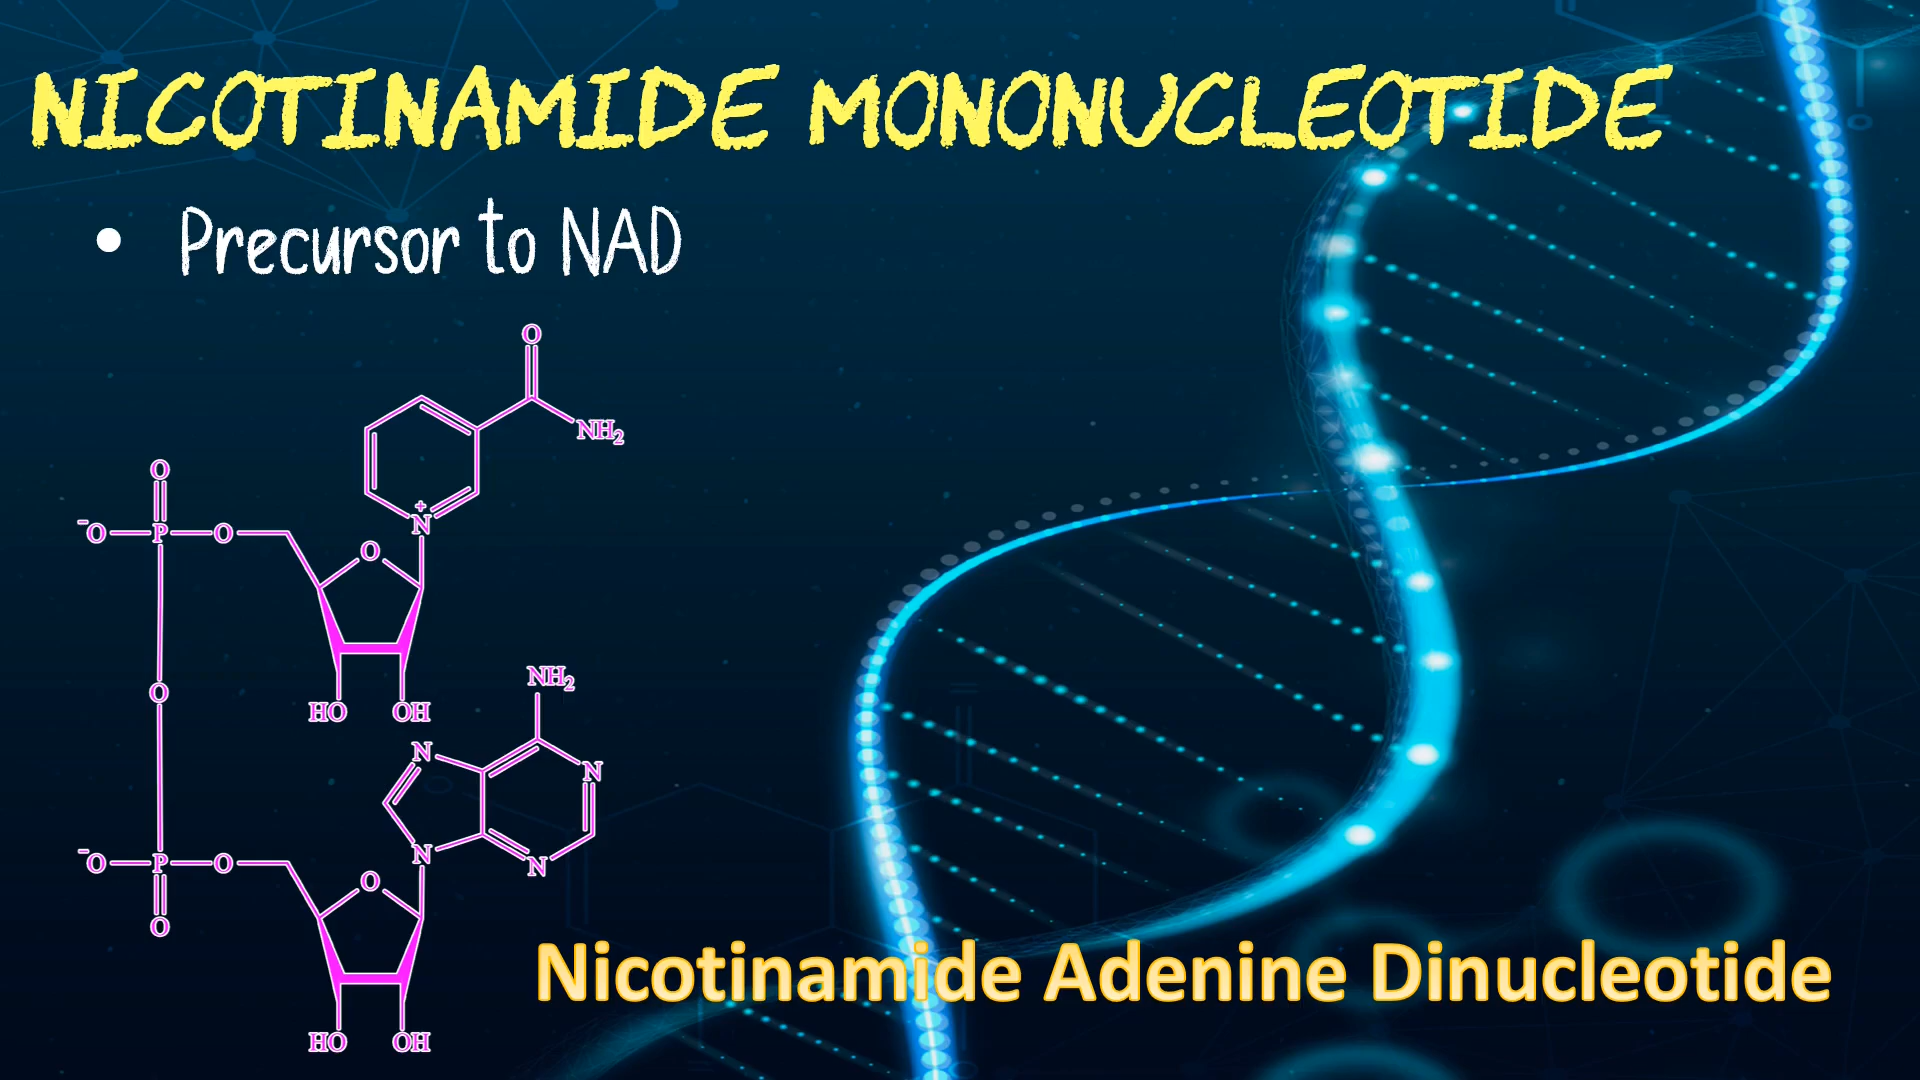 NICOTINAMIDE MONONUCLEOTIDE
• Precursor to NAD
O
NH₂
O
⁻O P O
N⁺
O
HO OH
O
NH₂
N
N
N
N
⁻O P O
O
O
HO OH
Nicotinamide Adenine Dinucleotide